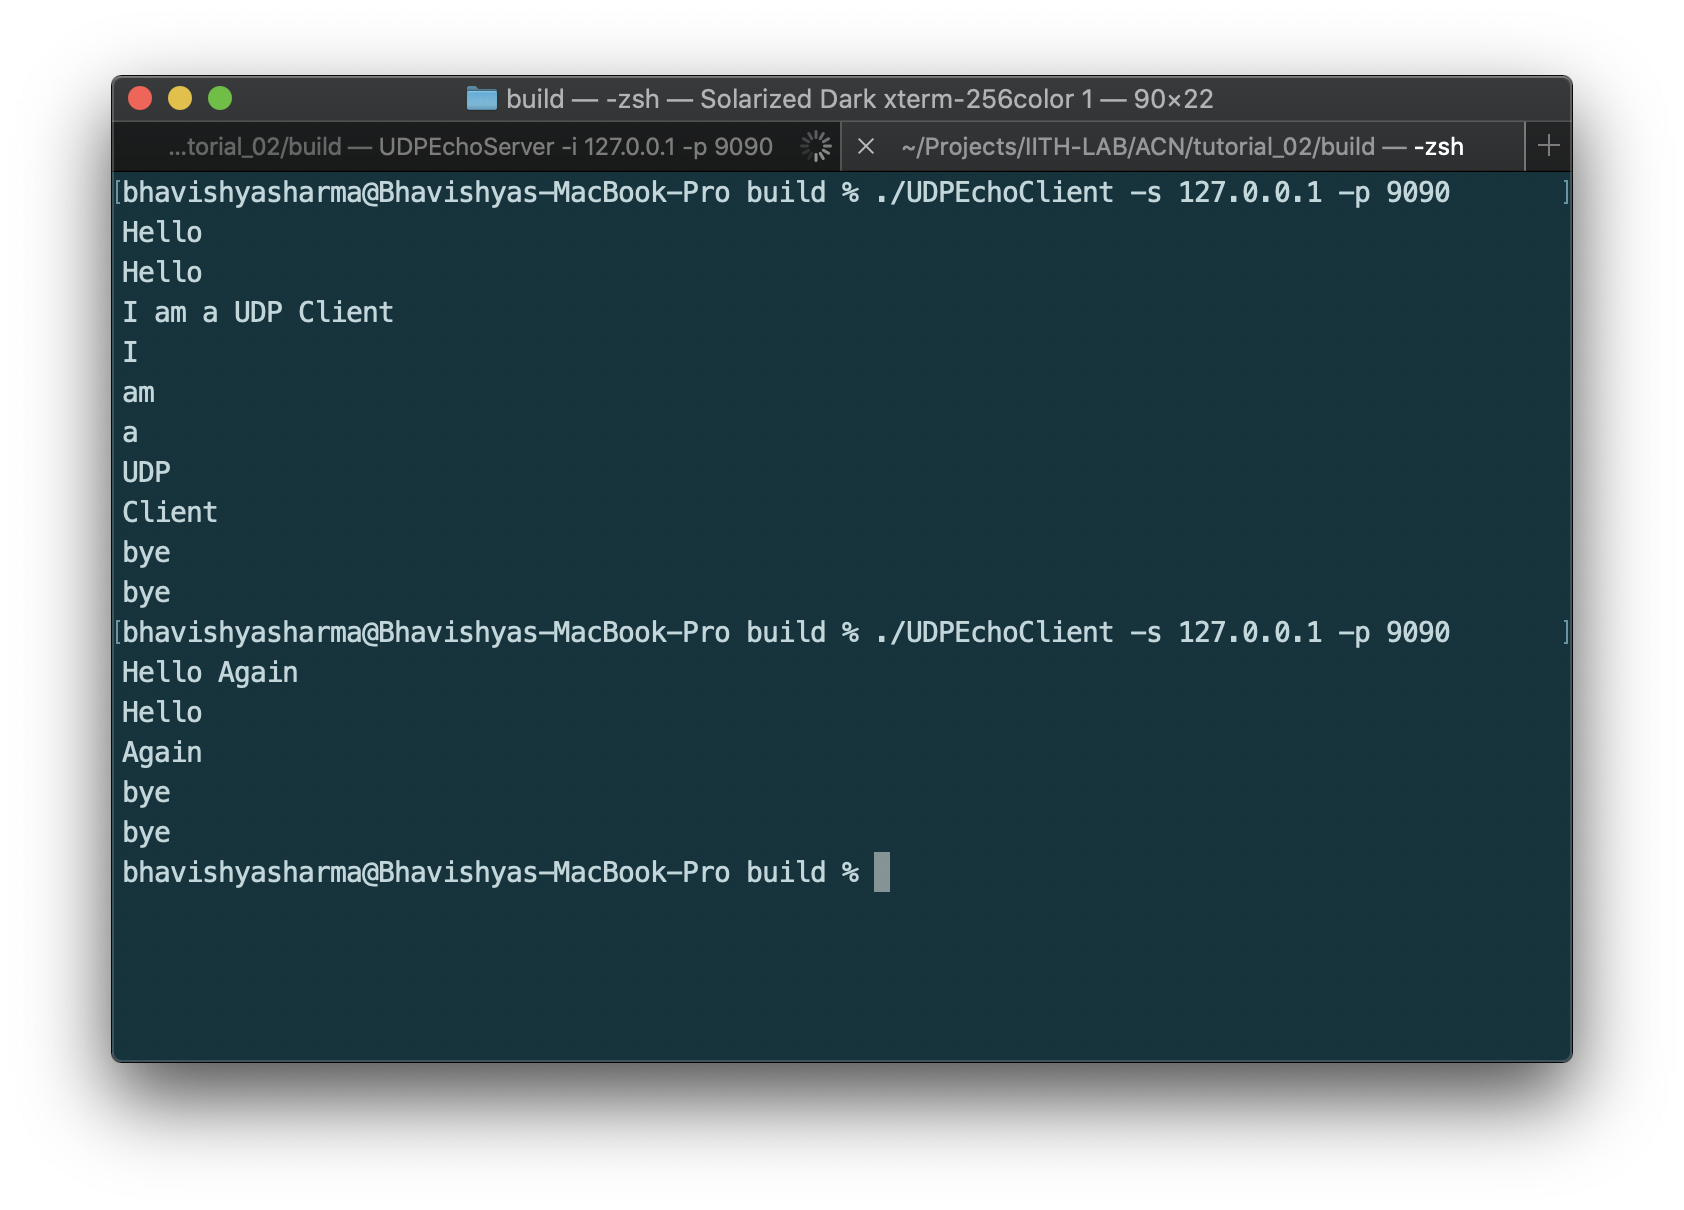 build — -zsh — Solarized Dark xterm-256color 1 — 90×22
...torial_02/build — UDPEchoServer -i 127.0.0.1 -p 9090
~/Projects/IITH-LAB/ACN/tutorial_02/build — -zsh
[bhavishyasharma@Bhavishyas-MacBook-Pro build % ./UDPEchoClient -s 127.0.0.1 -p 9090 ]
Hello
Hello
I am a UDP Client
I
am
a
UDP
Client
bye
bye
[bhavishyasharma@Bhavishyas-MacBook-Pro build % ./UDPEchoClient -s 127.0.0.1 -p 9090 ]
Hello Again
Hello
Again
bye
bye
bhavishyasharma@Bhavishyas-MacBook-Pro build %